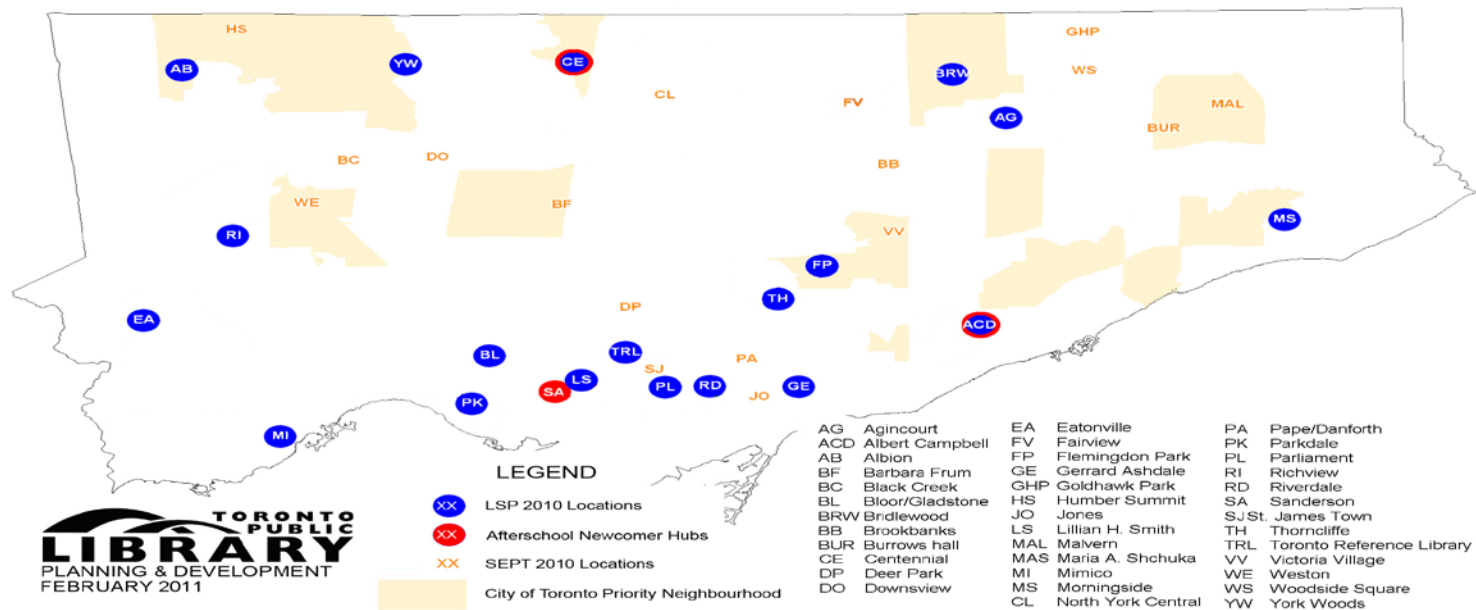 HS
GHP
AB
YW
CE
BRW
WS
CL
FV
MAL
AG
BUR
BC
DO
BB
WE
BF
MS
RI
VV
FP
TH
DP
EA
ACD
BL
TRL
PA
SJ
LS
SA
PL
RD
GE
JO
PK
MI
LEGEND
XX LSP 2010 Locations
XX Afterschool Newcomer Hubs
XX SEPT 2010 Locations
City of Toronto Priority Neighbourhood
TORONTO
PUBLIC
LIBRARY
PLANNING & DEVELOPMENT
FEBRUARY 2011
AG Agincourt
ACD Albert Campbell
AB Albion
BF Barbara Frum
BC Black Creek
BL Bloor/Gladstone
BRW Bridlewood
BB Brookbanks
BUR Burrows hall
CE Centennial
DP Deer Park
DO Downsview
EA Eatonville
FV Fairview
FP Flemingdon Park
GE Gerrard Ashdale
GHP Goldhawk Park
HS Humber Summit
JO Jones
LS Lillian H. Smith
MAL Malvern
MAS Maria A. Shchuka
MI Mimico
MS Morningside
CL North York Central
PA Pape/Danforth
PK Parkdale
PL Parliament
RI Richview
RD Riverdale
SA Sanderson
SJ St. James Town
TH Thorncliffe
TRL Toronto Reference Library
VV Victoria Village
WE Weston
WS Woodside Square
YW York Woods